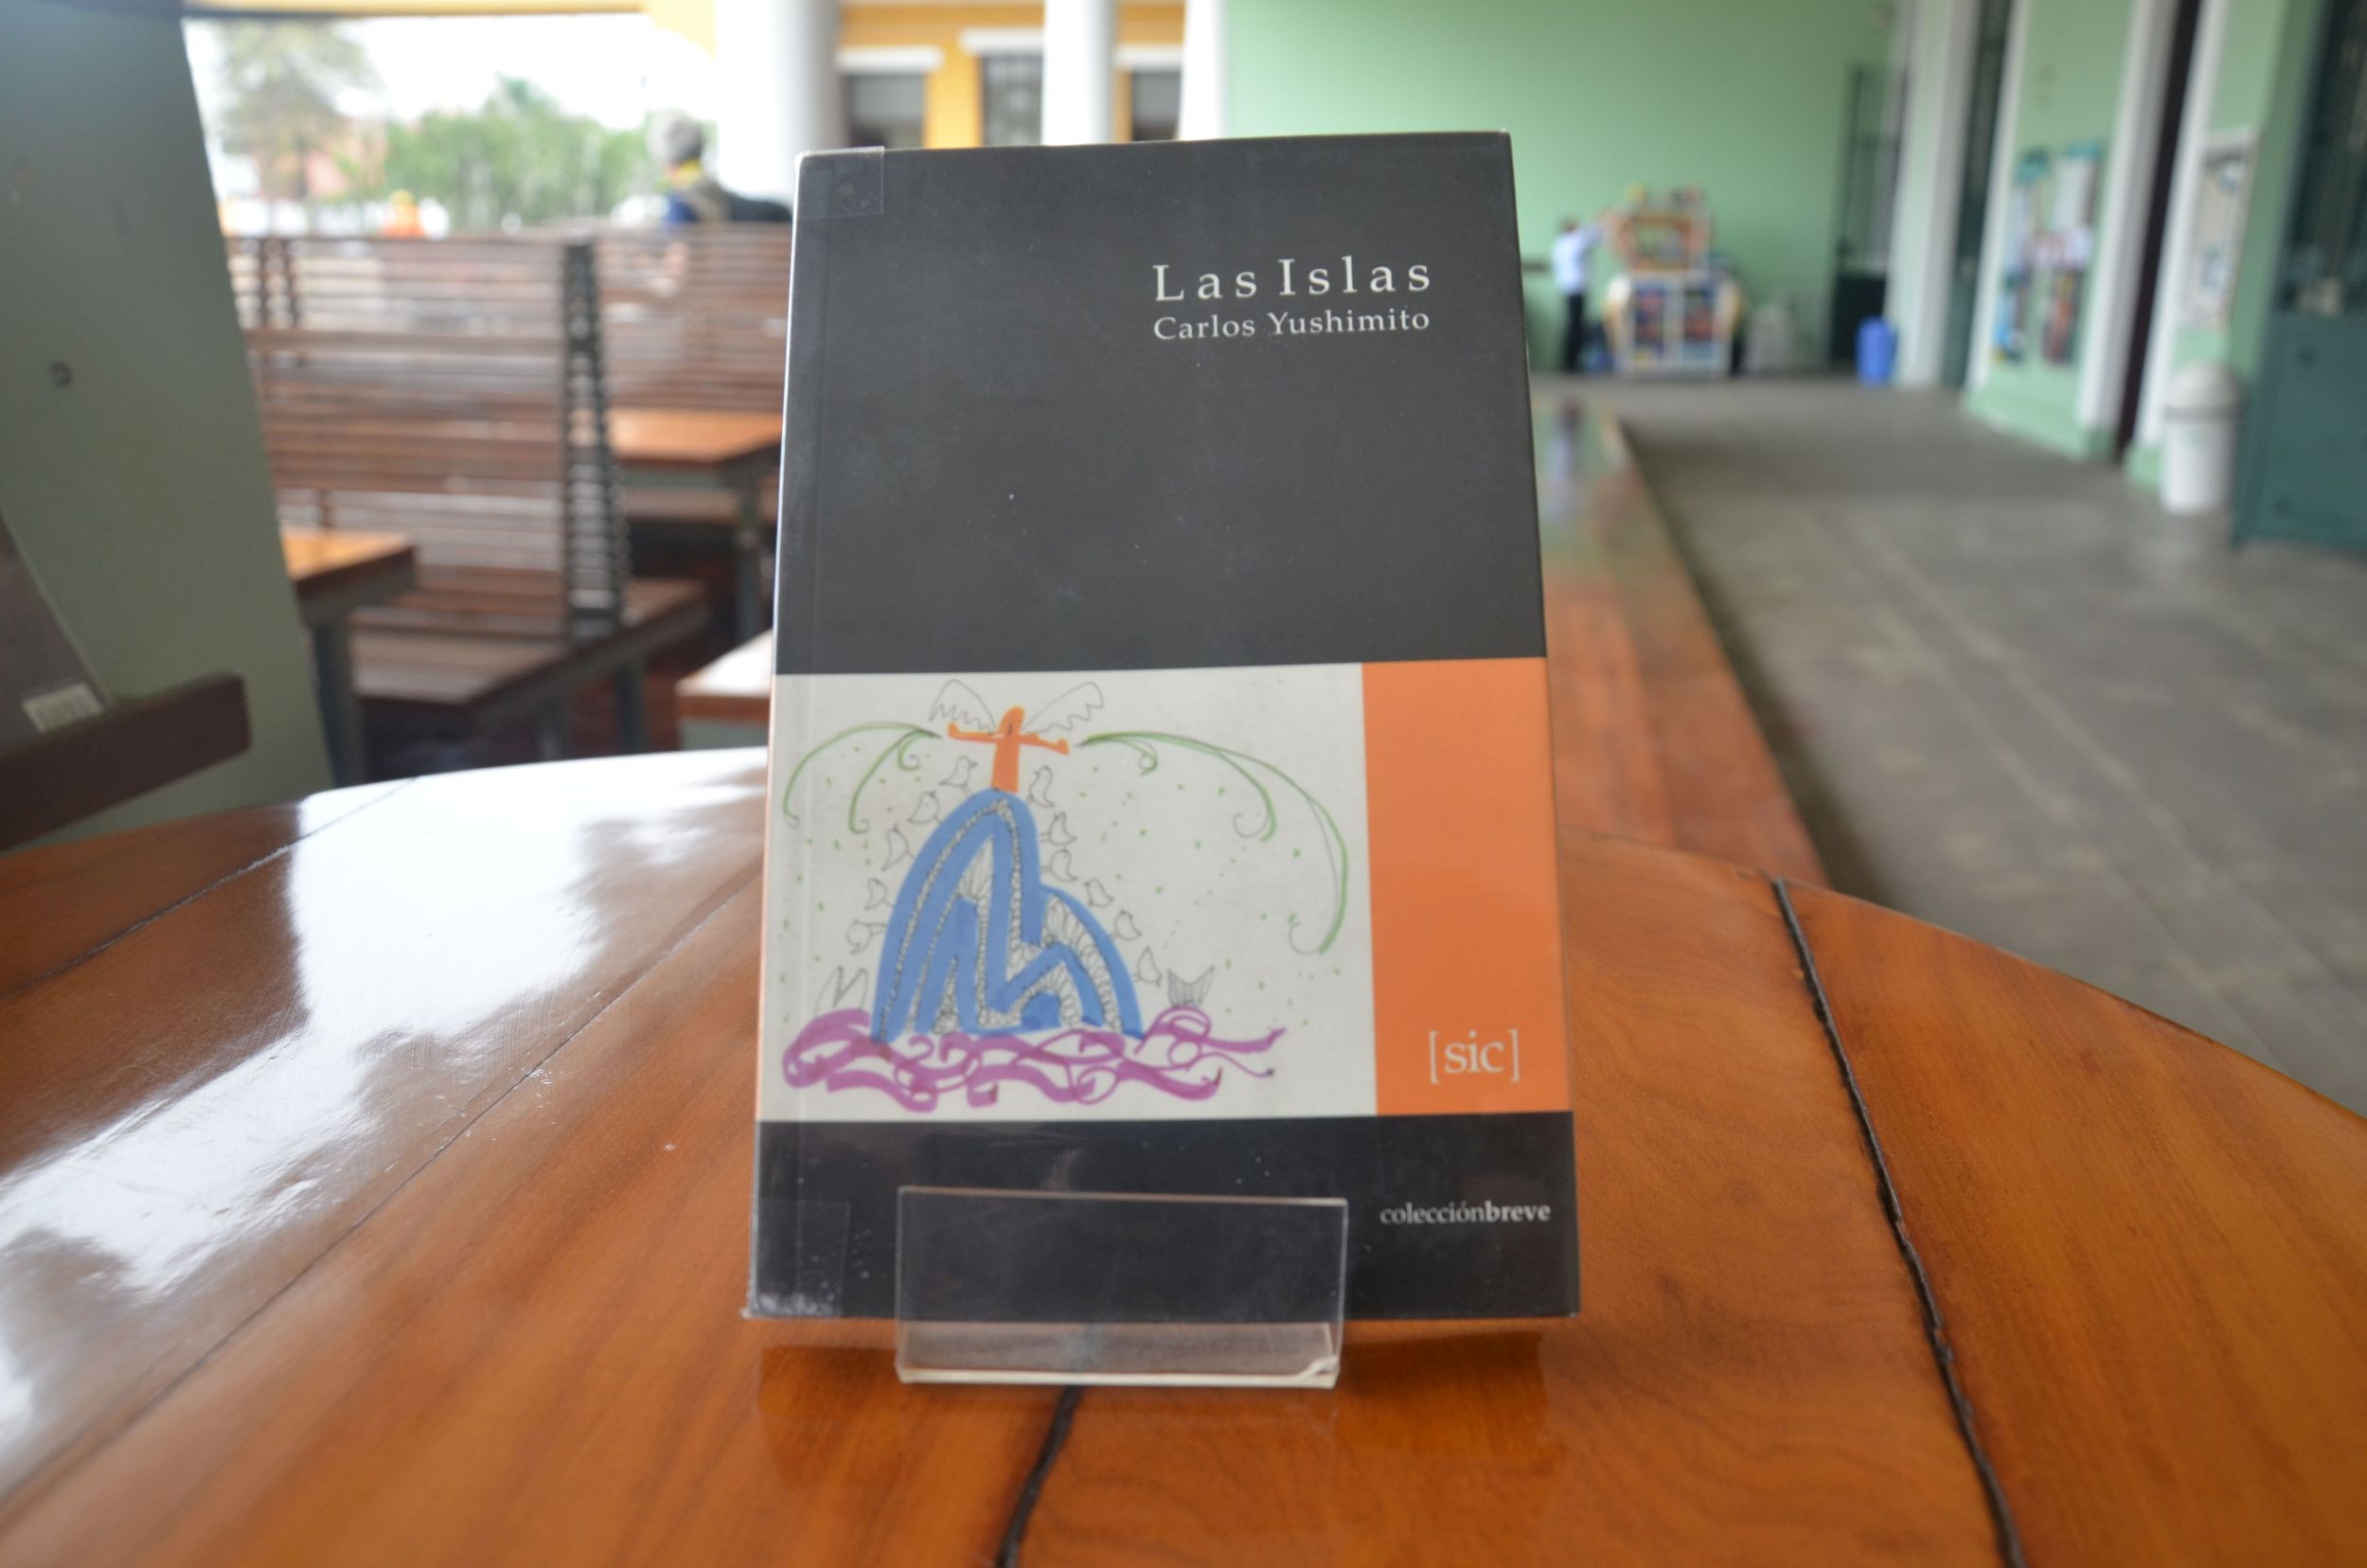 Las Islas
Carlos Yushimito
[sic]
colecciónbreve